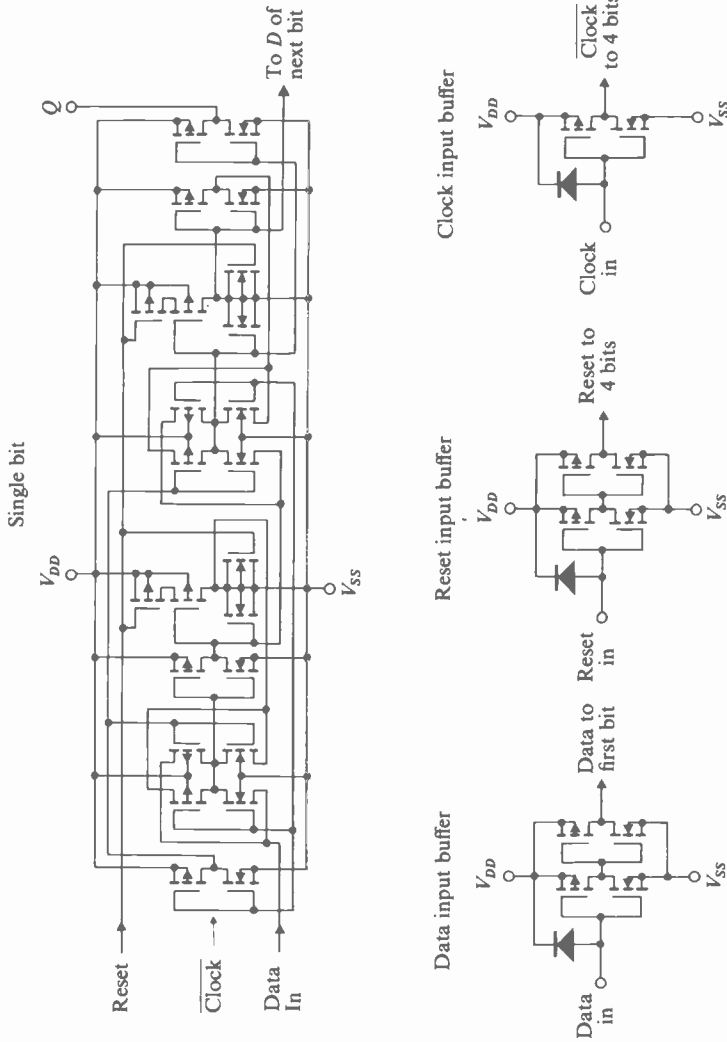 Single bit
V_DD
Q
Reset
Clock
Data
In
To D of
next bit
V_SS
Data input buffer
V_DD
Data
in
Data to
first bit
V_SS
Reset input buffer
V_DD
Reset
in
Reset to
4 bits
V_SS
Clock input buffer
V_DD
Clock
in
Clock
to 4 bits
V_SS